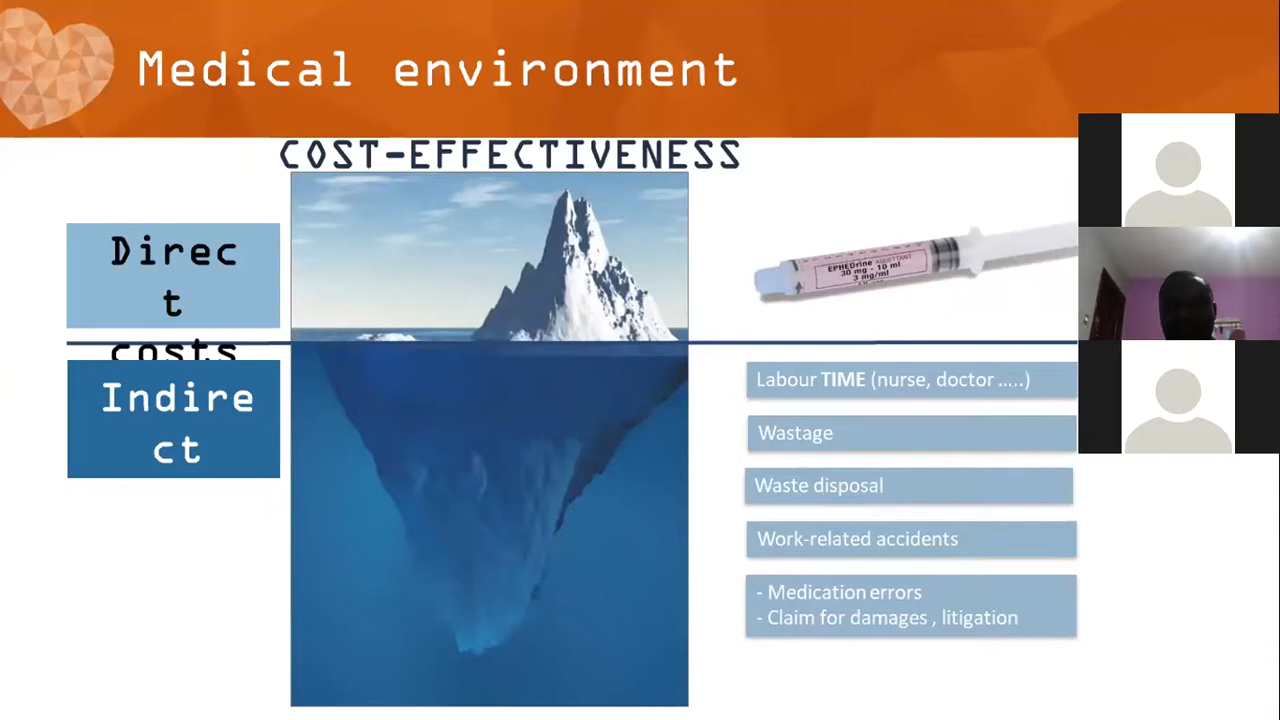 Medical environment
COST-EFFECTIVENESS
Direc
t
costs
Indire
ct
EPHEDrine AGUETTANT
30 mg - 10 ml
3 mg/ml
Labour TIME (nurse, doctor .....)
Wastage
Waste disposal
Work-related accidents
- Medication errors
- Claim for damages , litigation